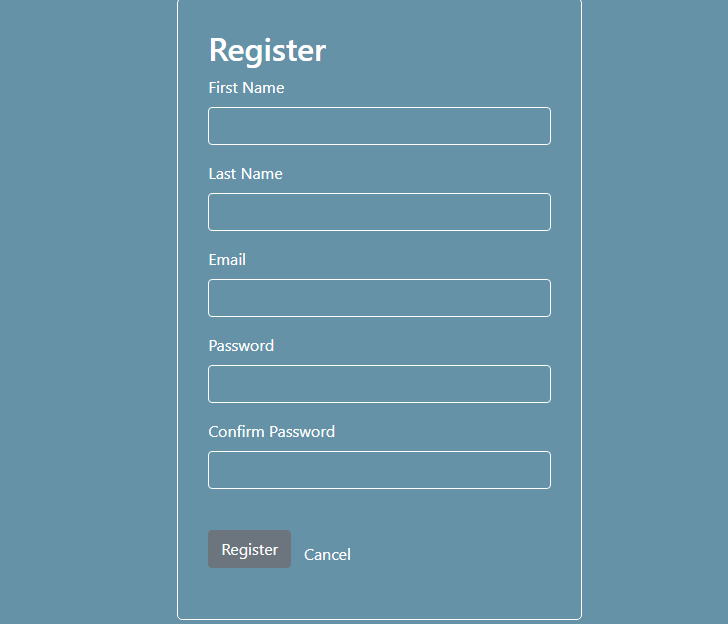 Register
First Name
Last Name
Email
Password
Confirm Password
Register Cancel